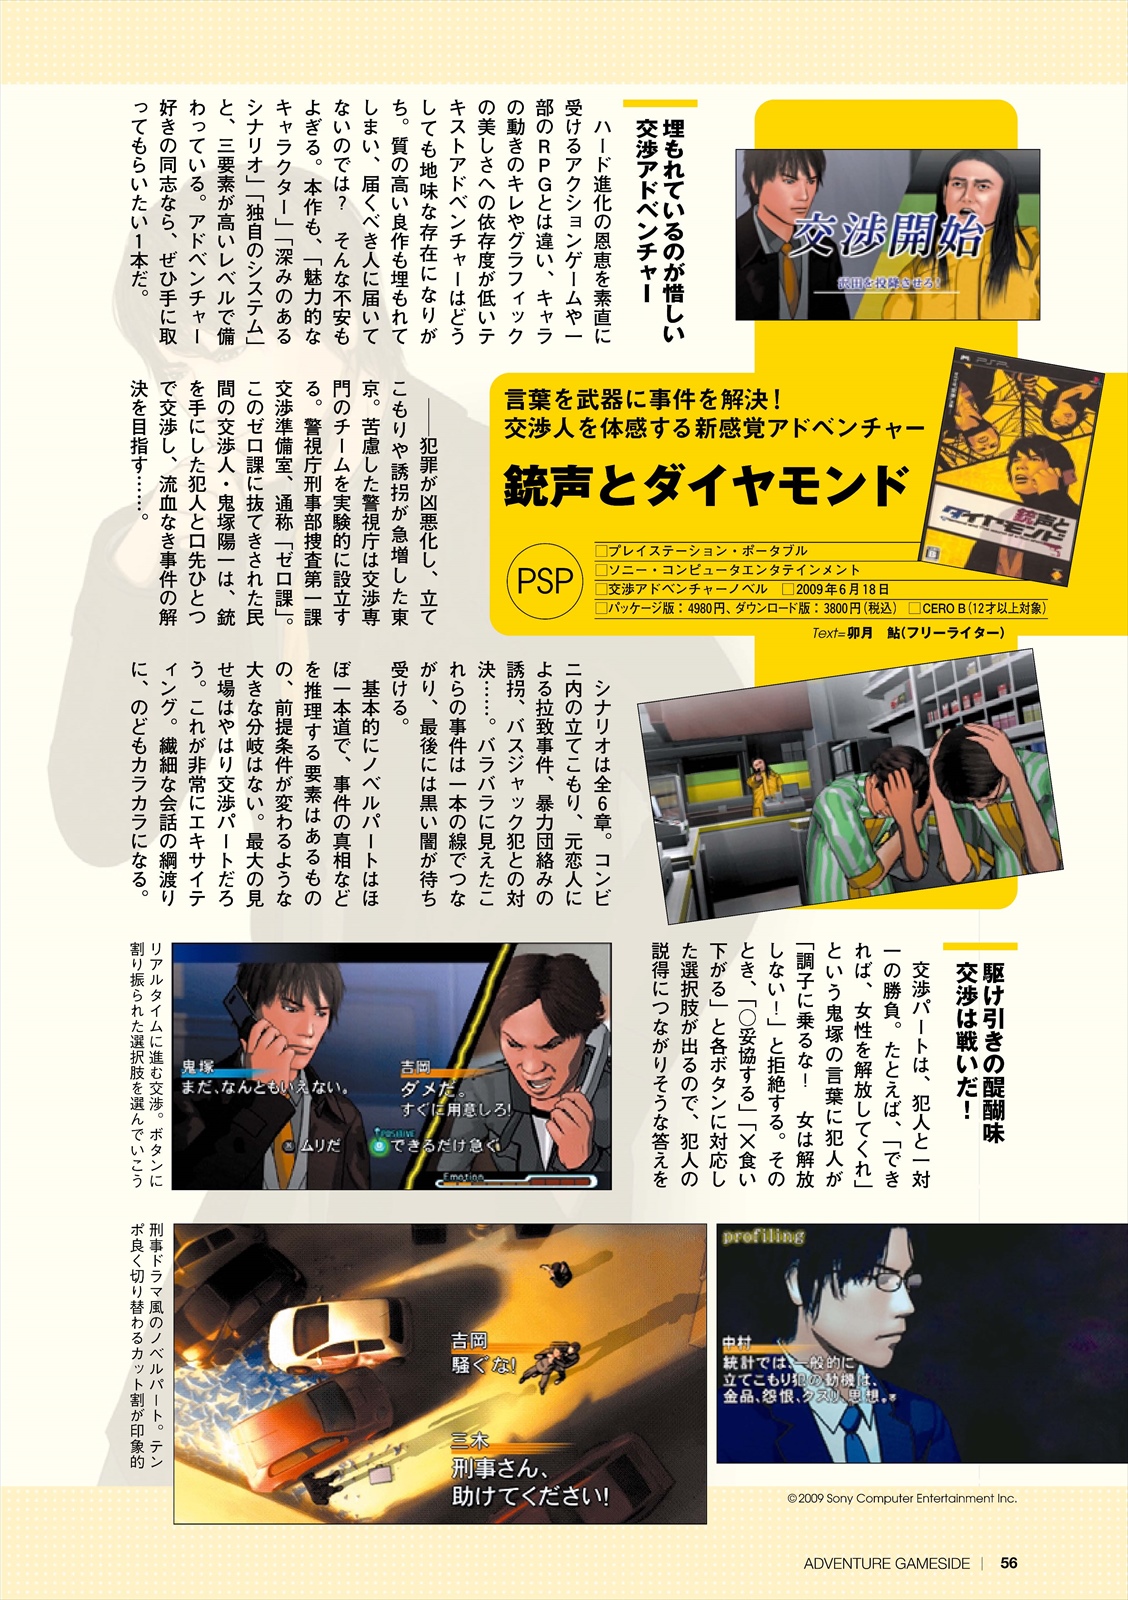 交渉開始
沢田を投降させろ!
言葉を武器に事件を解決!
交渉人を体感する新感覚アドベンチャー
銃声とダイヤモンド
PSP
□プレイステーション・ポータブル
□ソニー・コンピュータエンタテインメント
□交渉アドベンチャーノベル □2009年6月18日
□パッケージ版:4980円、ダウンロード版:3800円(税込) □CERO B(12才以上対象)
Text=卯月 鮎(フリーライター)
PSP
銃声と
ダイヤモンド
埋もれているのが惜しい
交渉アドベンチャー
ハード進化の恩恵を素直に
受けるアクションゲームや一
部のRPGとは違い、キャラ
の動きのキレやグラフィック
の美しさへの依存度が低いテ
キストアドベンチャーはどう
しても地味な存在になりが
ち。質の高い良作も埋もれて
しまい、届くべき人に届いて
ないのでは? そんな不安も
よぎる。本作も、「魅力的な
キャラクター」「深みのある
シナリオ」「独自のシステム」
と、三要素が高いレベルで備
わっている。アドベンチャー
好きの同志なら、ぜひ手に取
ってもらいたい1本だ。
――犯罪が凶悪化し、立て
こもりや誘拐が急増した東
京。苦慮した警視庁は交渉専
門のチームを実験的に設立す
る。警視庁刑事部捜査第一課
交渉準備室、通称「ゼロ課」。
このゼロ課に抜てきされた民
間の交渉人・鬼塚陽一は、銃
を手にした犯人と口先ひとつ
で交渉し、流血なき事件の解
決を目指す……。
シナリオは全6章。コンビ
ニ内の立てこもり、元恋人に
よる拉致事件、暴力団絡みの
誘拐、バスジャック犯との対
決……。バラバラに見えたこ
れらの事件は一本の線でつな
がり、最後には黒い闇が待ち
受ける。
基本的にノベルパートはほ
ぼ一本道で、事件の真相など
を推理する要素はあるもの
の、前提条件が変わるような
大きな分岐はない。最大の見
せ場はやはり交渉パートだろ
う。これが非常にエキサイテ
ィング。繊細な会話の綱渡り
に、のどもカラカラになる。
駆け引きの醍醐味
交渉は戦いだ!
交渉パートは、犯人と一対
一の勝負。たとえば、「でき
れば、女性を解放してくれ」
という鬼塚の言葉に犯人が
「調子に乗るな! 女は解放
しない!」と拒絶する。その
とき、「○妥協する」「×食い
下がる」と各ボタンに対応し
た選択肢が出るので、犯人の
説得につながりそうな答えを
鬼塚
まだ、なんともいえない。
吉岡
ダメだ。
すぐに用意しろ!
ムリだ
POSITIVE
できるだけ急ぐ
Emotion
リアルタイムに進む交渉。ボタンに
割り振られた選択肢を選んでいこう
吉岡
騒ぐな!
三木
刑事さん、
助けてください!
刑事ドラマ風のノベルパート。テン
ポ良く切り替わるカット割が印象的
profiling
中村
統計では、一般的に
立てこもり犯の動機は、
金品、怨恨、クスリ、思想。
©2009 Sony Computer Entertainment Inc.
ADVENTURE GAMESIDE | 56